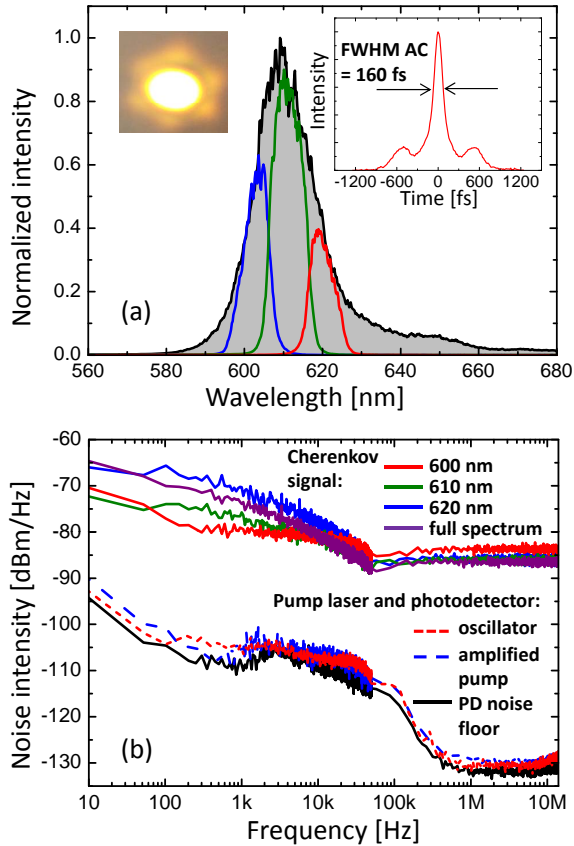 1.0
0.8
0.6
0.4
0.2
0.0
Normalized intensity
FWHM AC
= 160 fs
Intensity
-1200 -600 0 600 1200
Time [fs]
(a)
560 580 600 620 640 660 680
Wavelength [nm]
-60
-70
-80
-90
-100
-110
-120
-130
Noise intensity [dBm/Hz]
Cherenkov
signal:
600 nm
610 nm
620 nm
full spectrum
Pump laser and photodetector:
oscillator
amplified
pump
PD noise
floor
(b)
10 100 1k 10k 100k 1M 10M
Frequency [Hz]